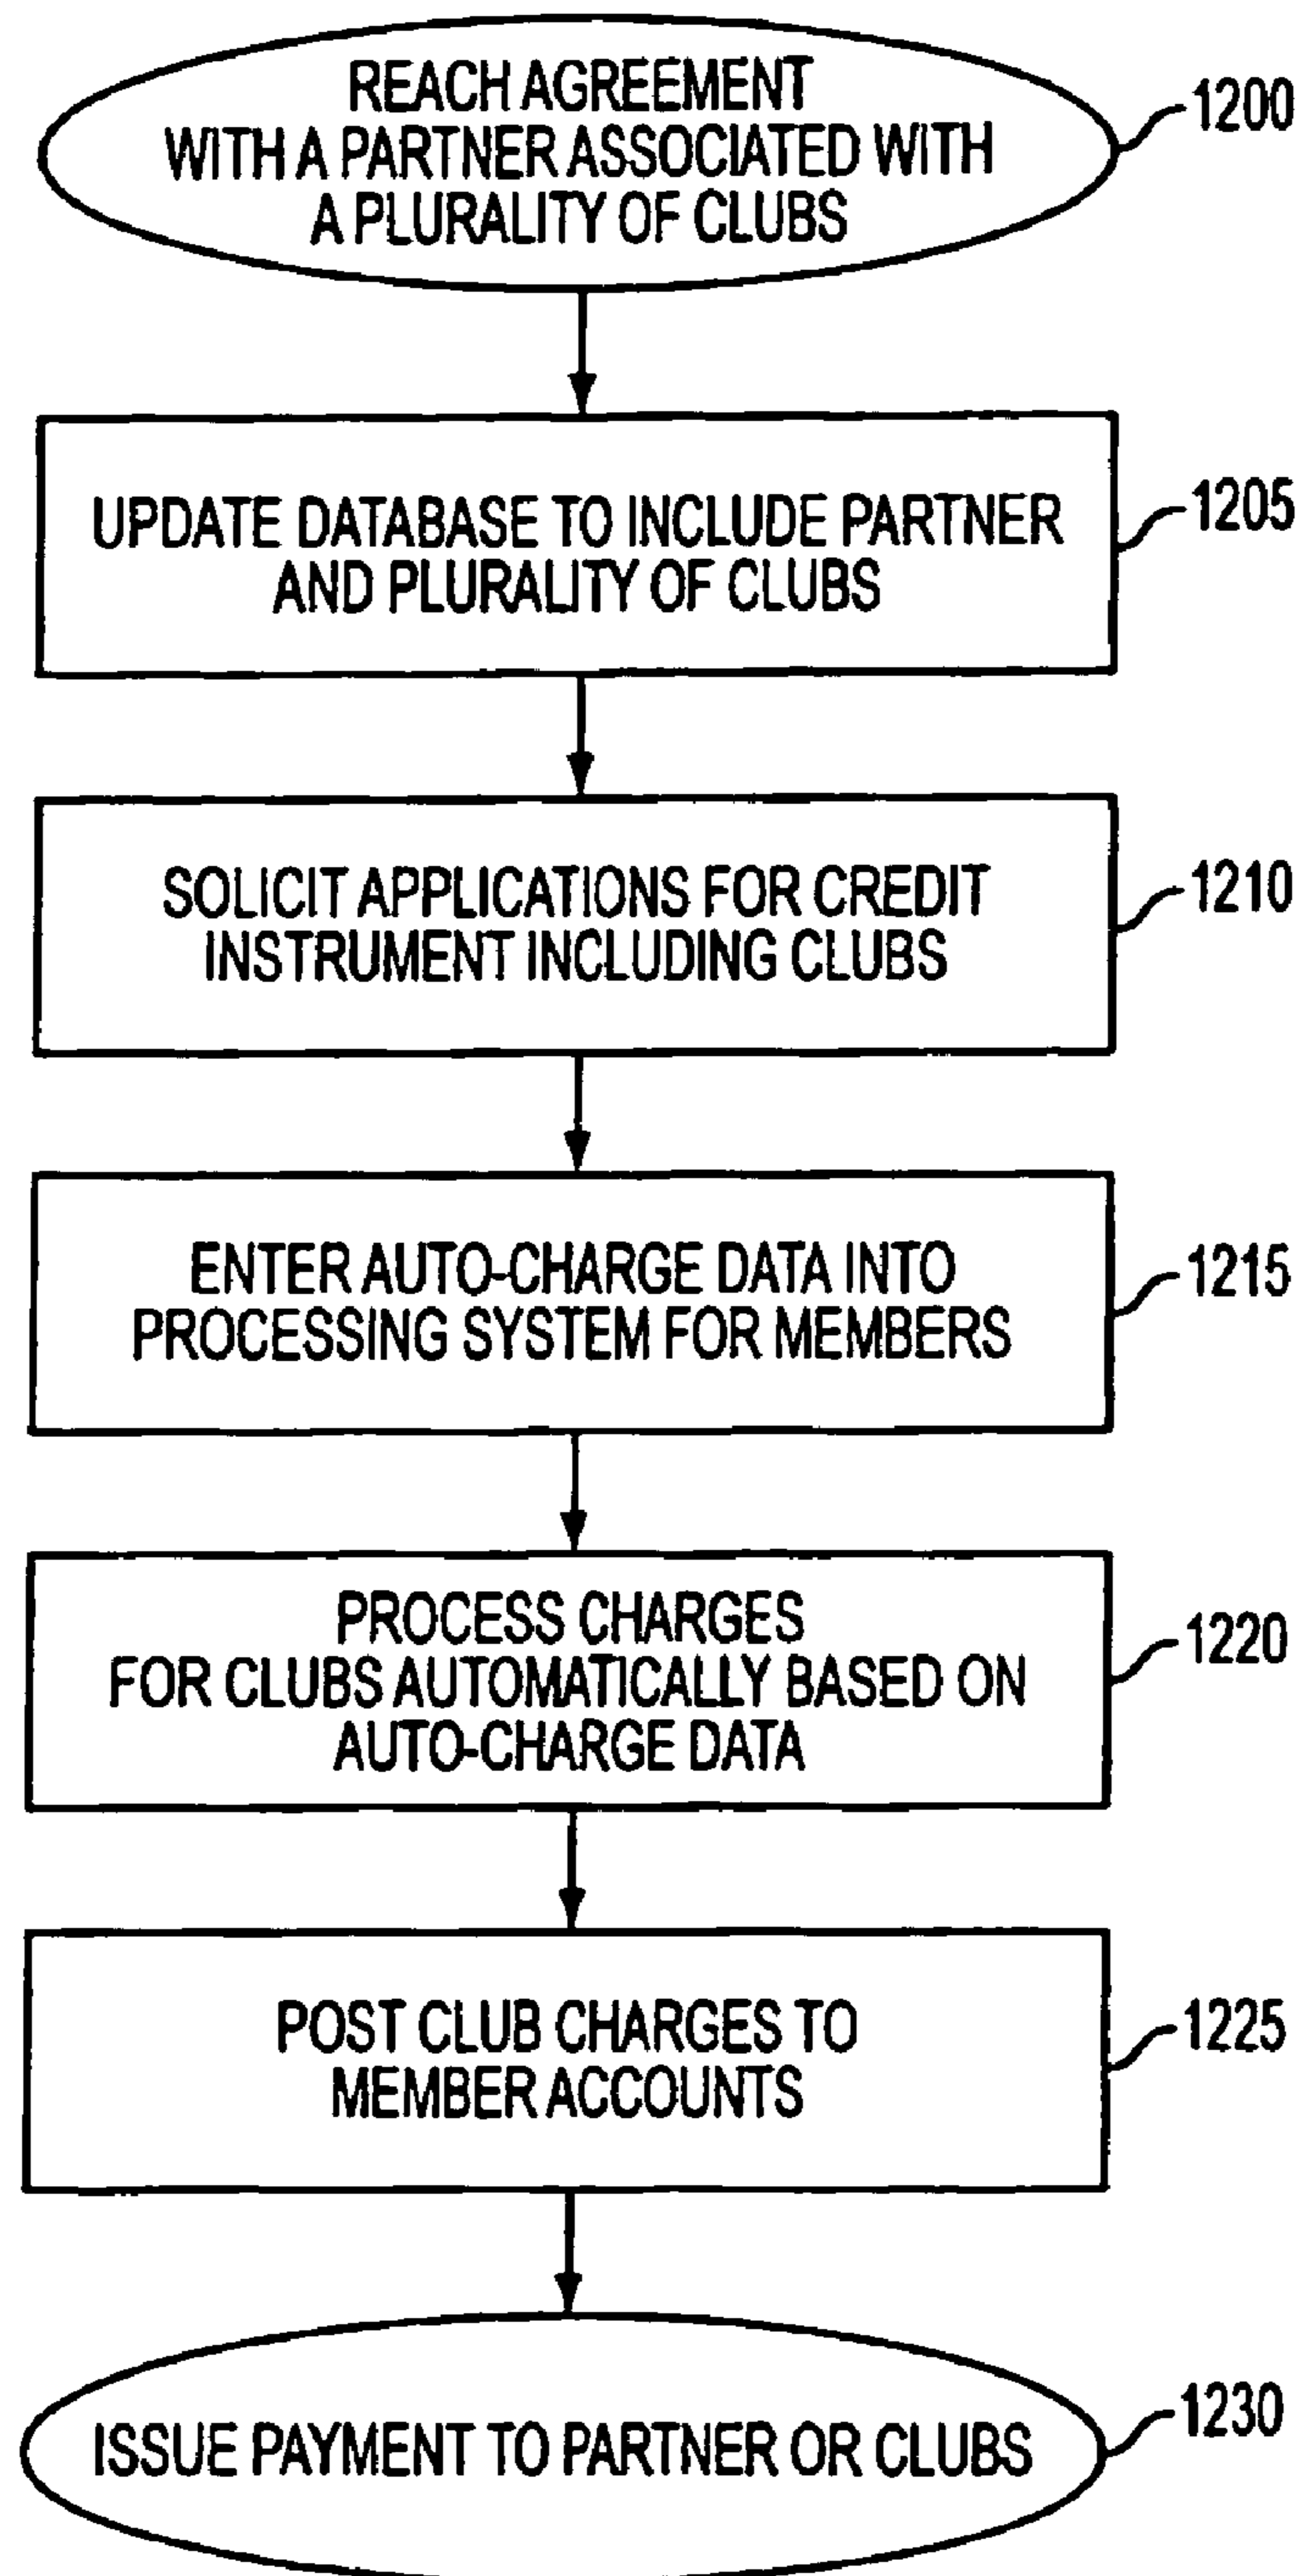 REACH AGREEMENT
WITH A PARTNER ASSOCIATED WITH
A PLURALITY OF CLUBS
1200
UPDATE DATABASE TO INCLUDE PARTNER
AND PLURALITY OF CLUBS
1205
SOLICIT APPLICATIONS FOR CREDIT
INSTRUMENT INCLUDING CLUBS
1210
ENTER AUTO-CHARGE DATA INTO
PROCESSING SYSTEM FOR MEMBERS
1215
PROCESS CHARGES
FOR CLUBS AUTOMATICALLY BASED ON
AUTO-CHARGE DATA
1220
POST CLUB CHARGES TO
MEMBER ACCOUNTS
1225
ISSUE PAYMENT TO PARTNER OR CLUBS
1230